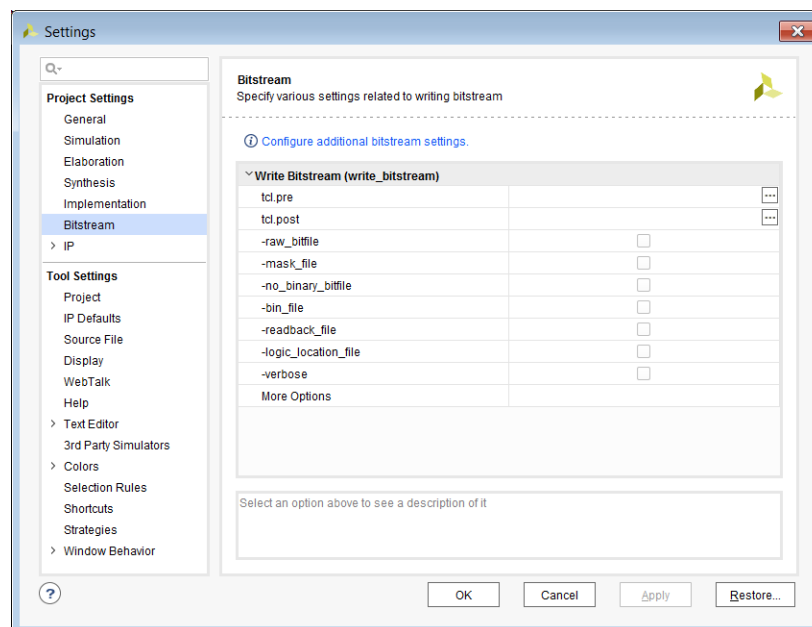 Settings
Project Settings
General
Simulation
Elaboration
Synthesis
Implementation
Bitstream
IP
Tool Settings
Project
IP Defaults
Source File
Display
WebTalk
Help
Text Editor
3rd Party Simulators
Colors
Selection Rules
Shortcuts
Strategies
Window Behavior
Bitstream
Specify various settings related to writing bitstream
Configure additional bitstream settings.
Write Bitstream (write_bitstream)
tcl.pre
tcl.post
-raw_bitfile
-mask_file
-no_binary_bitfile
-bin_file
-readback_file
-logic_location_file
-verbose
More Options
Select an option above to see a description of it
?
OK
Cancel
Apply
Restore...